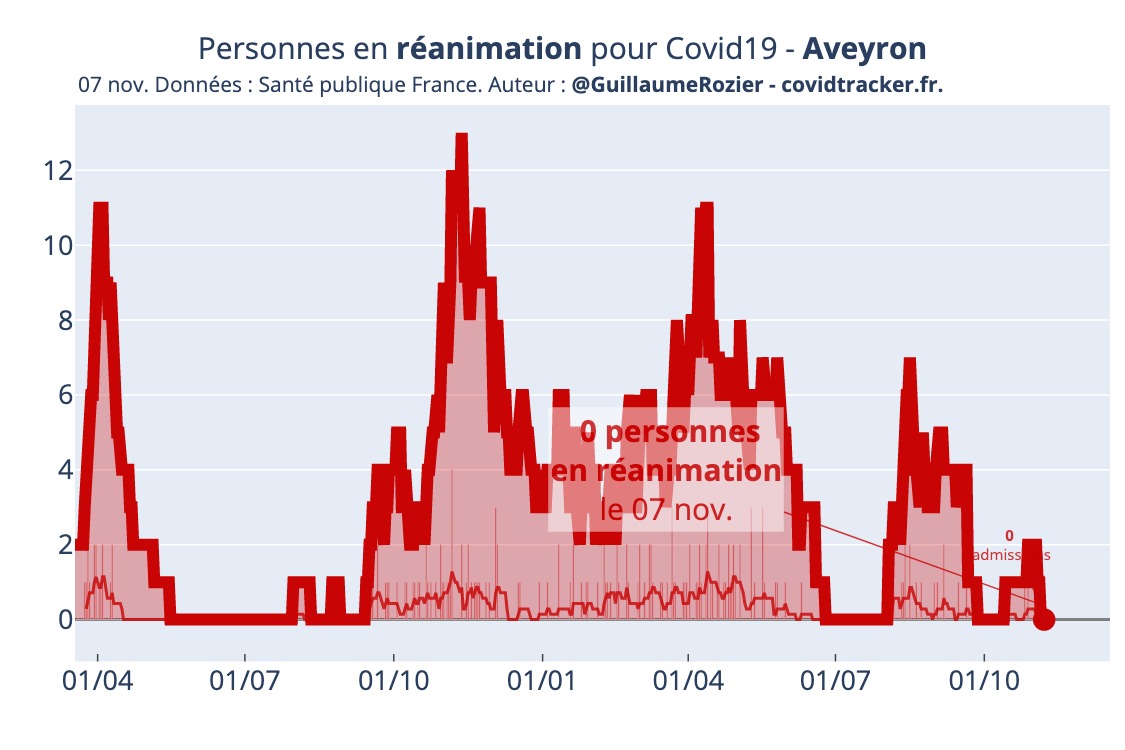 Personnes en réanimation pour Covid19 - Aveyron
07 nov. Données : Santé publique France. Auteur : @GuillaumeRozier - covidtracker.fr.
12
10
8
6
4
2
0
0 personnes
en réanimation
le 07 nov.
0
admissions
01/04
01/07
01/10
01/01
01/04
01/07
01/10